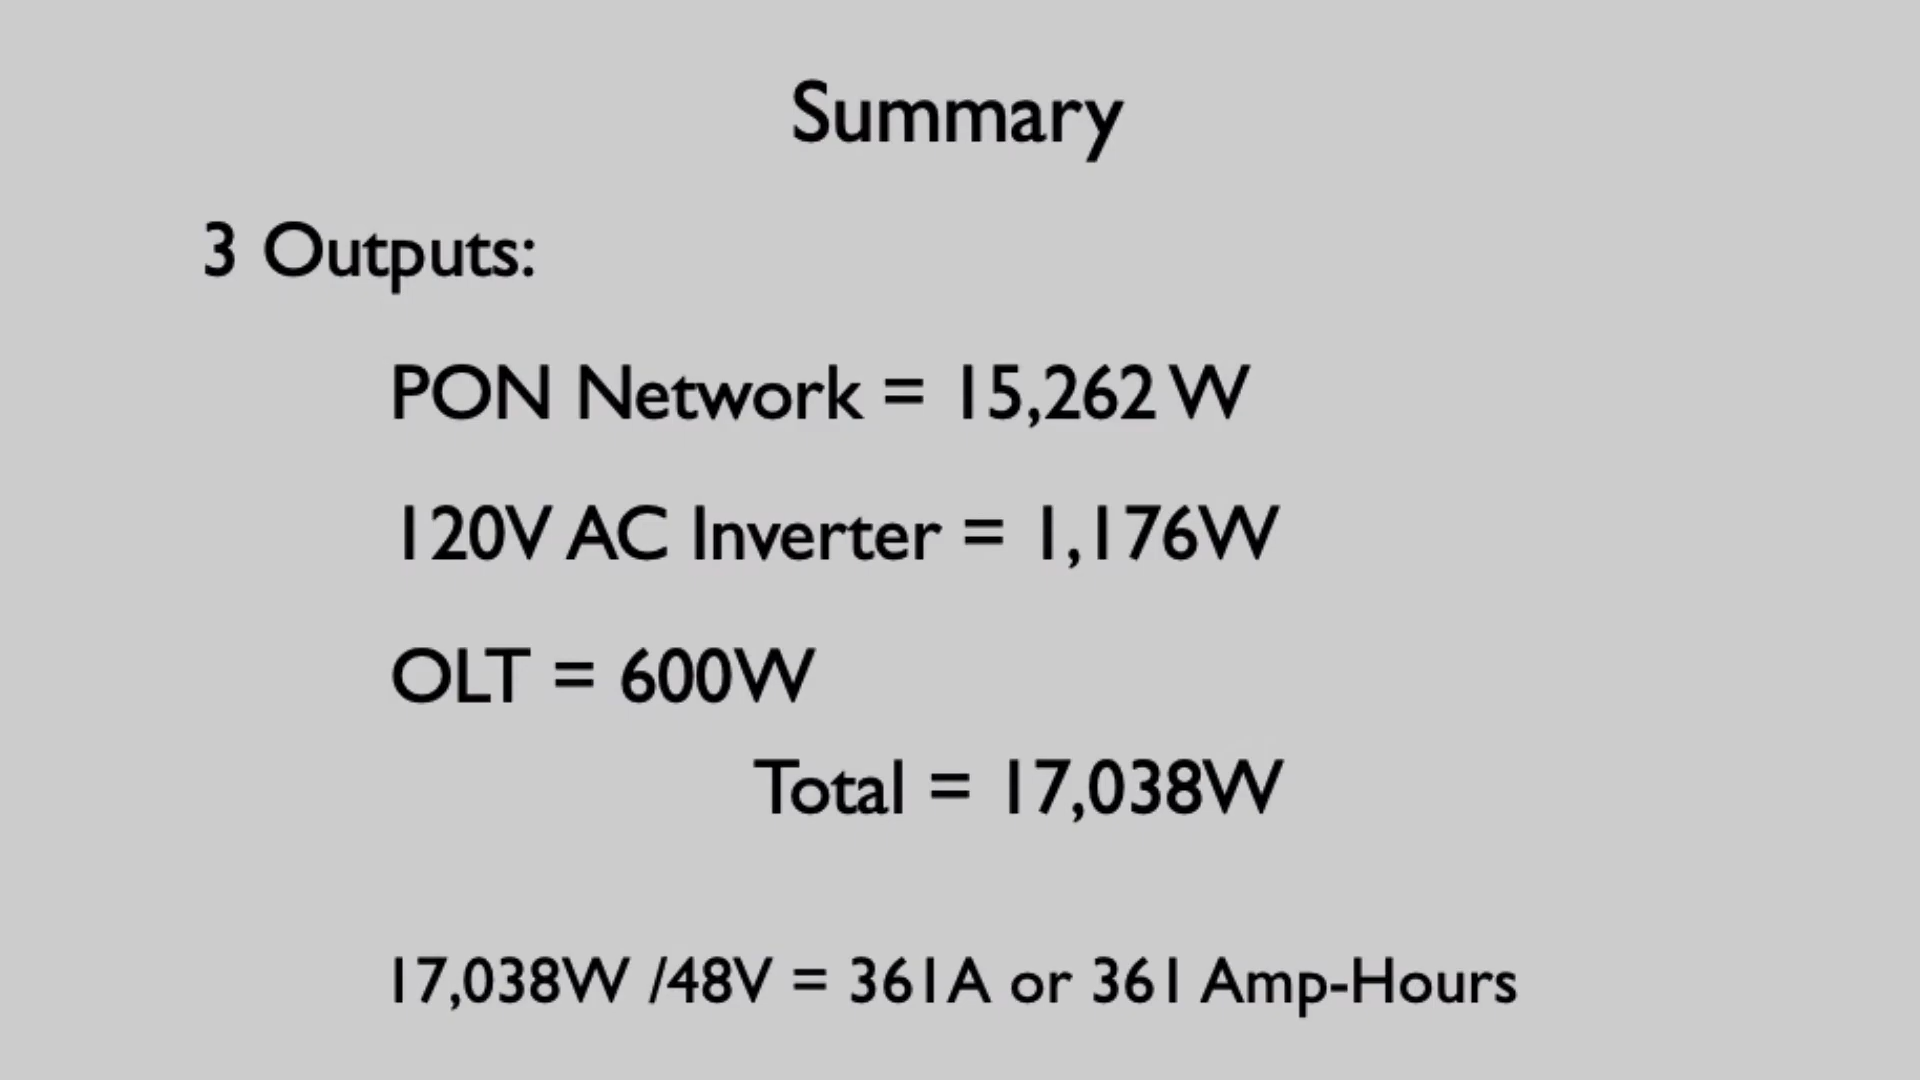 Summary
3 Outputs:
PON Network = 15,262 W
120V AC Inverter = 1,176W
OLT = 600W
Total = 17,038W
17,038W /48V = 361A or 361 Amp-Hours